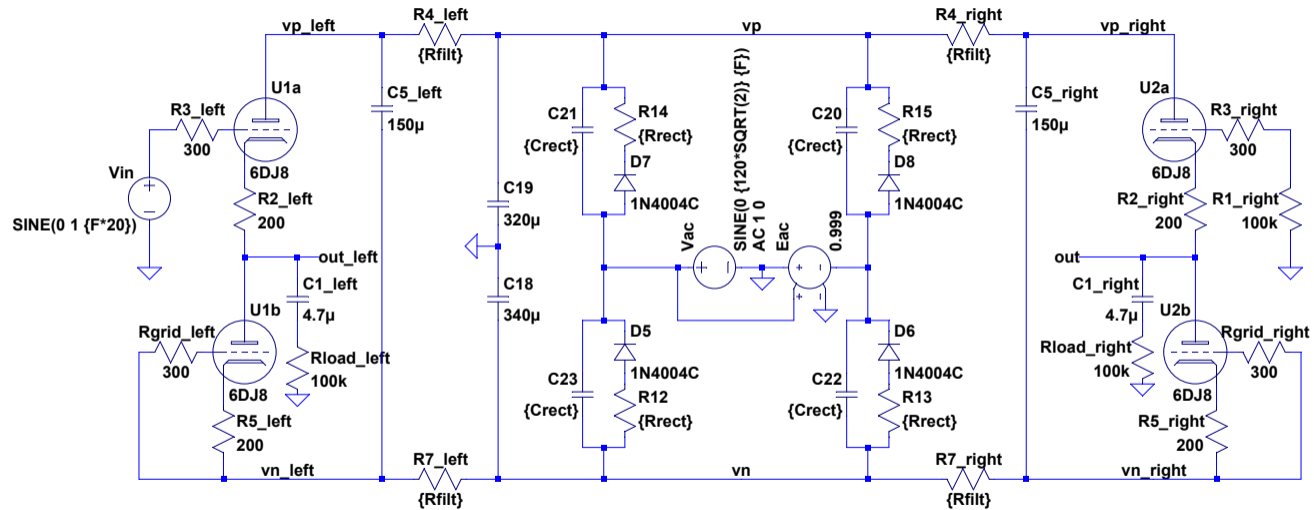 vp_left
R4_left
{Rfilt}
vp
R4_right
{Rfilt}
vp_right
U1a
6DJ8
R3_left
300
Vin
SINE(0 1 {F*20})
R2_left
200
out_left
C1_left
4.7µ
Rload_left
100k
U1b
6DJ8
Rgrid_left
300
R5_left
200
vn_left
C5_left
150µ
R7_left
{Rfilt}
C19
320µ
C18
340µ
C21
{Crect}
R14
{Rrect}
D7
1N4004C
C23
{Crect}
D5
1N4004C
R12
{Rrect}
Vac
SINE(0 {120*SQRT(2)} {F})
AC 1 0
Eac
0.999
+
−
+
−
+
−
+
−
C20
{Crect}
R15
{Rrect}
D8
1N4004C
C22
{Crect}
D6
1N4004C
R13
{Rrect}
vn
R7_right
{Rfilt}
C5_right
150µ
U2a
6DJ8
R3_right
300
R2_right
200
R1_right
100k
out
C1_right
4.7µ
Rload_right
100k
U2b
6DJ8
Rgrid_right
300
R5_right
200
vn_right